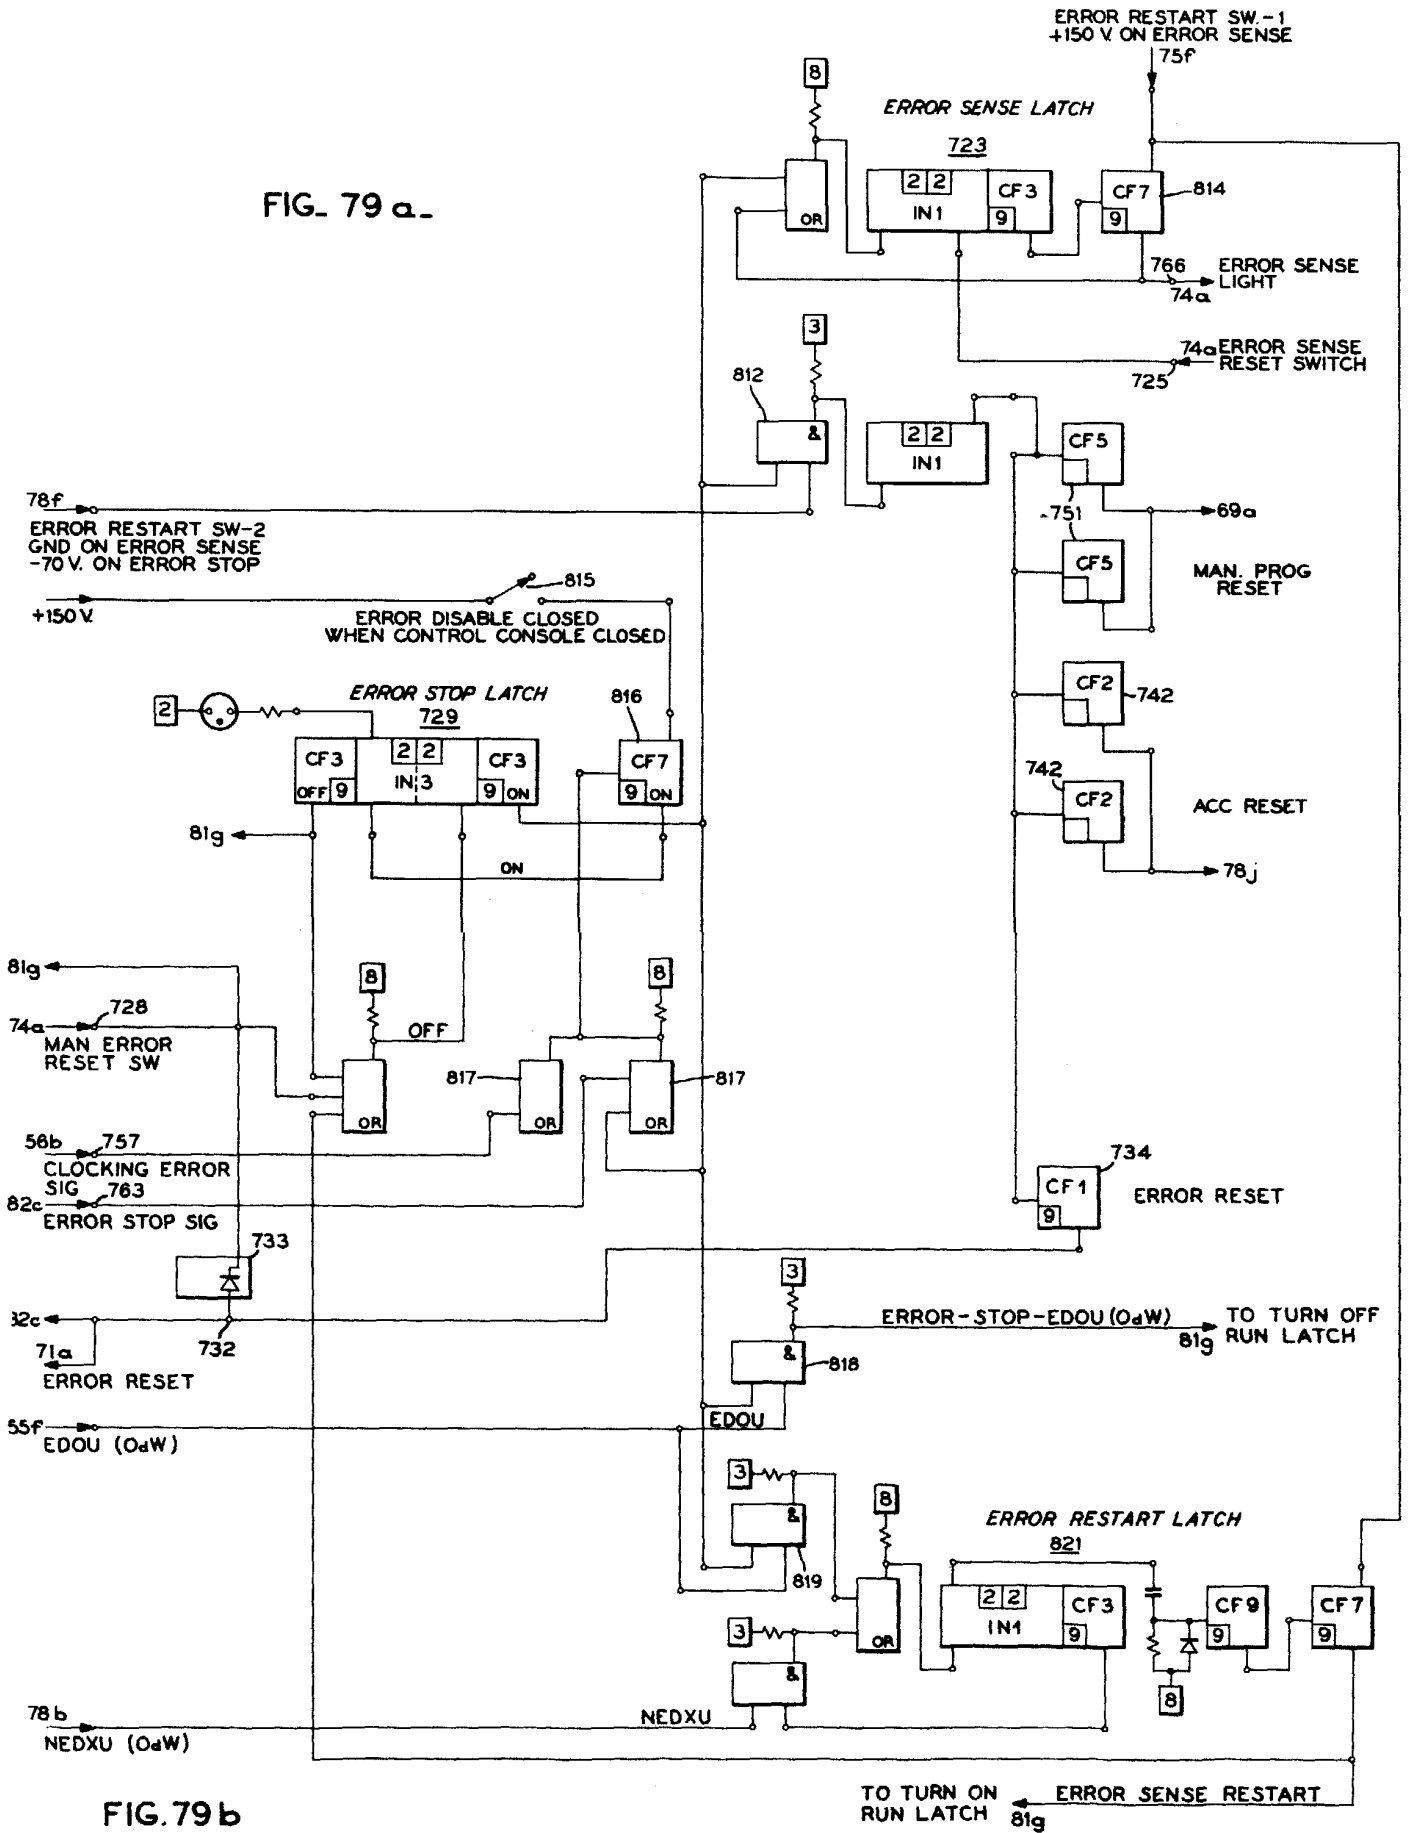 ERROR RESTART SW.-1
+150 V. ON ERROR SENSE
75f
8
ERROR SENSE LATCH
723
FIG_ 79 a_
OR
2 2
IN1
CF3
9
CF7
9
814
766
74a
ERROR SENSE
LIGHT
3
74a
ERROR SENSE
RESET SWITCH
725
812
&
2 2
IN1
CF5
78f
ERROR RESTART SW-2
GND ON ERROR SENSE
-70 V. ON ERROR STOP
751
69a
CF5
MAN. PROG
RESET
815
+150 V.
ERROR DISABLE CLOSED
WHEN CONTROL CONSOLE CLOSED
2
ERROR STOP LATCH
729
816
CF2
742
CF3
OFF 9
2 2
IN 3
CF3
9 ON
CF7
9 ON
742
CF2
ACC RESET
81g
ON
78j
81g
8
8
74a
728
MAN ERROR
RESET SW
OFF
OR
817
OR
817
OR
56b
757
CLOCKING ERROR
SIG
82c
763
ERROR STOP SIG
734
CF1
9
ERROR RESET
733
3
32c
732
71a
ERROR RESET
ERROR-STOP-EDOU (OdW)
81g
TO TURN OFF
RUN LATCH
&
818
55f
EDOU (OdW)
EDOU
3
&
819
8
ERROR RESTART LATCH
821
OR
2 2
IN1
CF3
9
CF9
9
CF7
9
8
3
&
78b
NEDXU (OdW)
NEDXU
TO TURN ON
RUN LATCH
81g
ERROR SENSE RESTART
FIG. 79 b